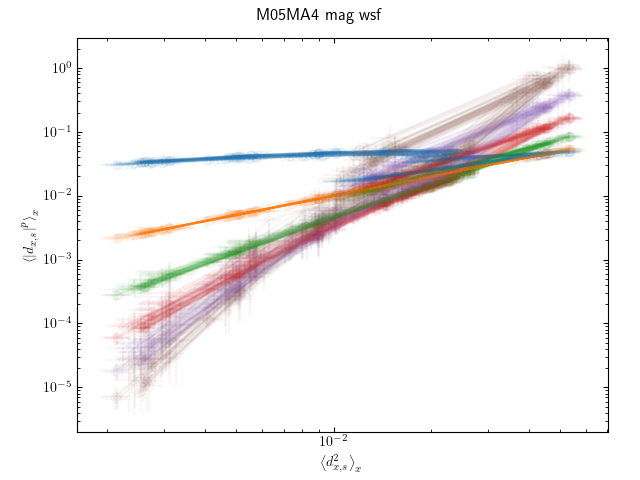 M05MA4 mag wsf
10^0
10^{-1}
10^{-2}
10^{-3}
10^{-4}
10^{-5}
⟨|d_{x,s}|^p⟩_x
10^{-2}
⟨d^2_{x,s}⟩_x